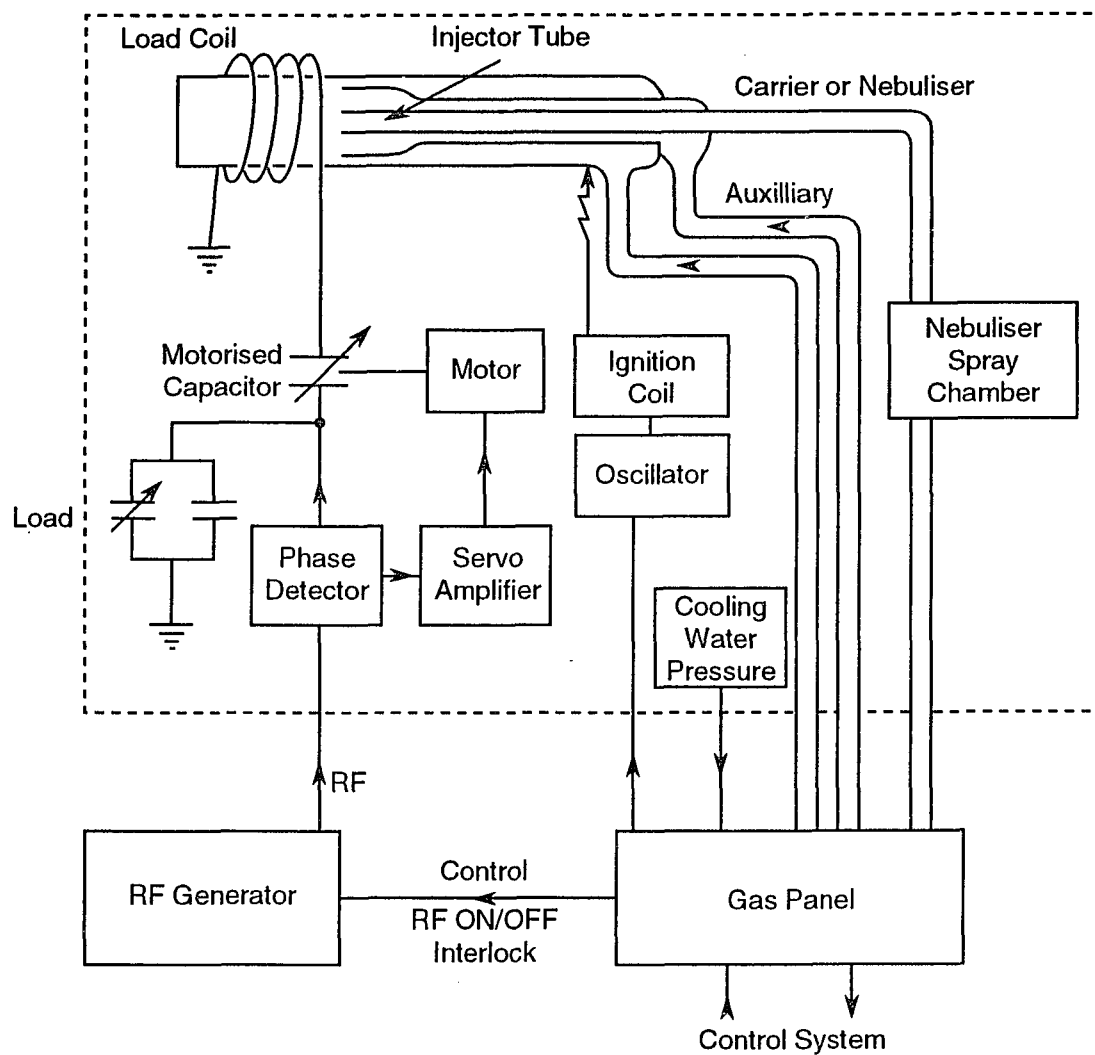 Load Coil
Injector Tube
Carrier or Nebuliser
Auxilliary
Nebuliser
Spray
Chamber
Motorised
Capacitor
Motor
Ignition
Coil
Oscillator
Load
Phase
Detector
Servo
Amplifier
Cooling
Water
Pressure
RF
RF Generator
Control
RF ON/OFF
Interlock
Gas Panel
Control System